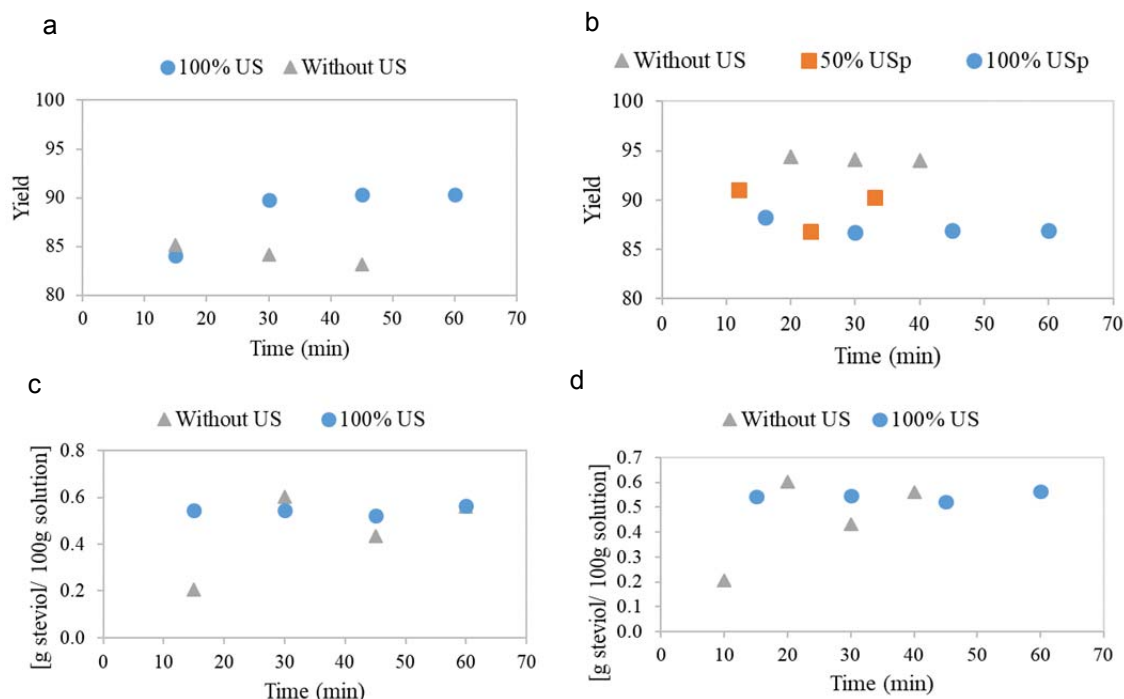 a
100% US Without US
100
95
90
85
80
Yield
0 10 20 30 40 50 60 70
Time (min)
b
Without US 50% USp 100% USp
100
95
90
85
80
Yield
0 10 20 30 40 50 60 70
Time (min)
c
Without US 100% US
0.8
0.6
0.4
0.2
0.0
[g steviol/ 100g solution]
0 10 20 30 40 50 60 70
Time (min)
d
Without US 100% US
0.7
0.6
0.5
0.4
0.3
0.2
0.1
0.0
[g steviol/ 100g solution]
0 10 20 30 40 50 60 70
Time (min)